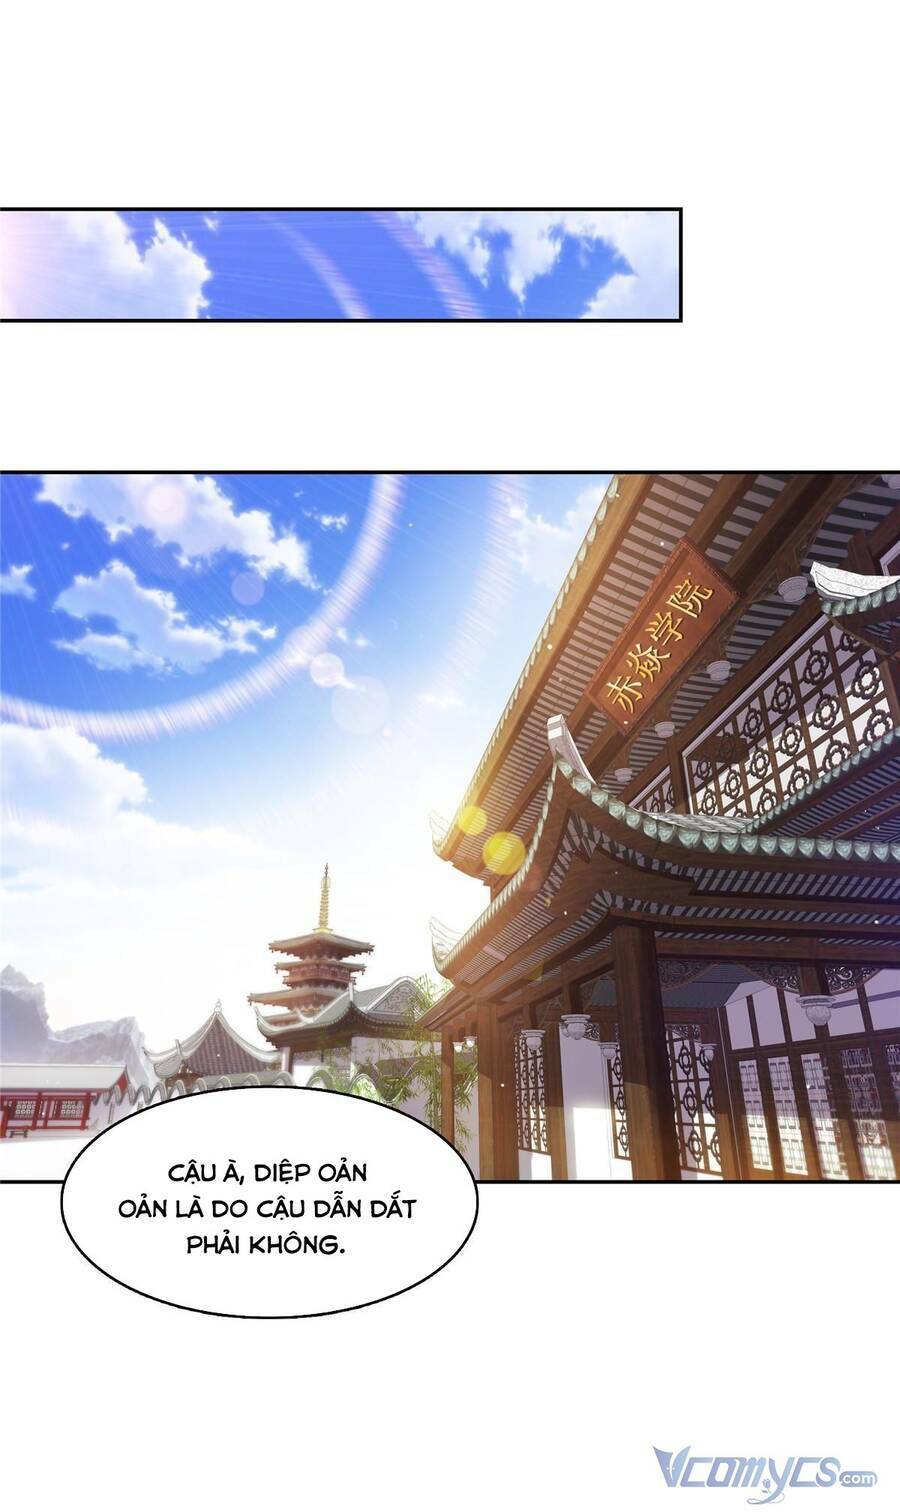 赤焱学院
CẬU À, DIỆP OẢN
OẢN LÀ DO CẬU DẪN DẮT
PHẢI KHÔNG.
VCOMYCS.com